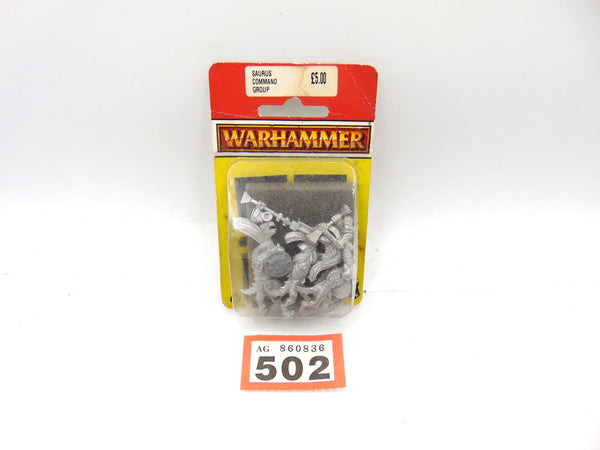 SAURUS
COMMAND
GROUP
£5.00
WARHAMMER
AG 860836
502